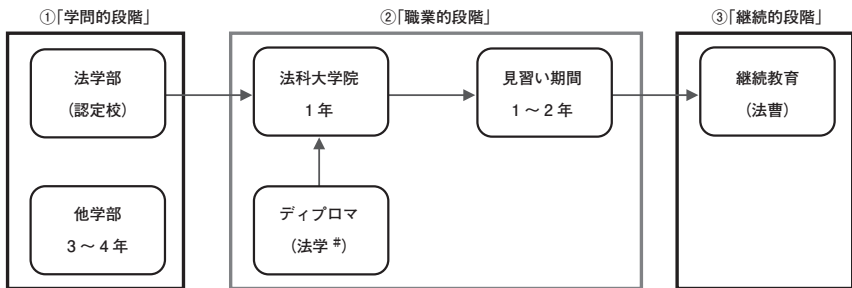 ①「学問的段階」
②「職業的段階」
③「継続的段階」
法学部
(認定校)
法科大学院
1 年
見習い期間
1 ~ 2 年
継続教育
(法曹)
他学部
3 ~ 4 年
ディプロマ
(法学 #)